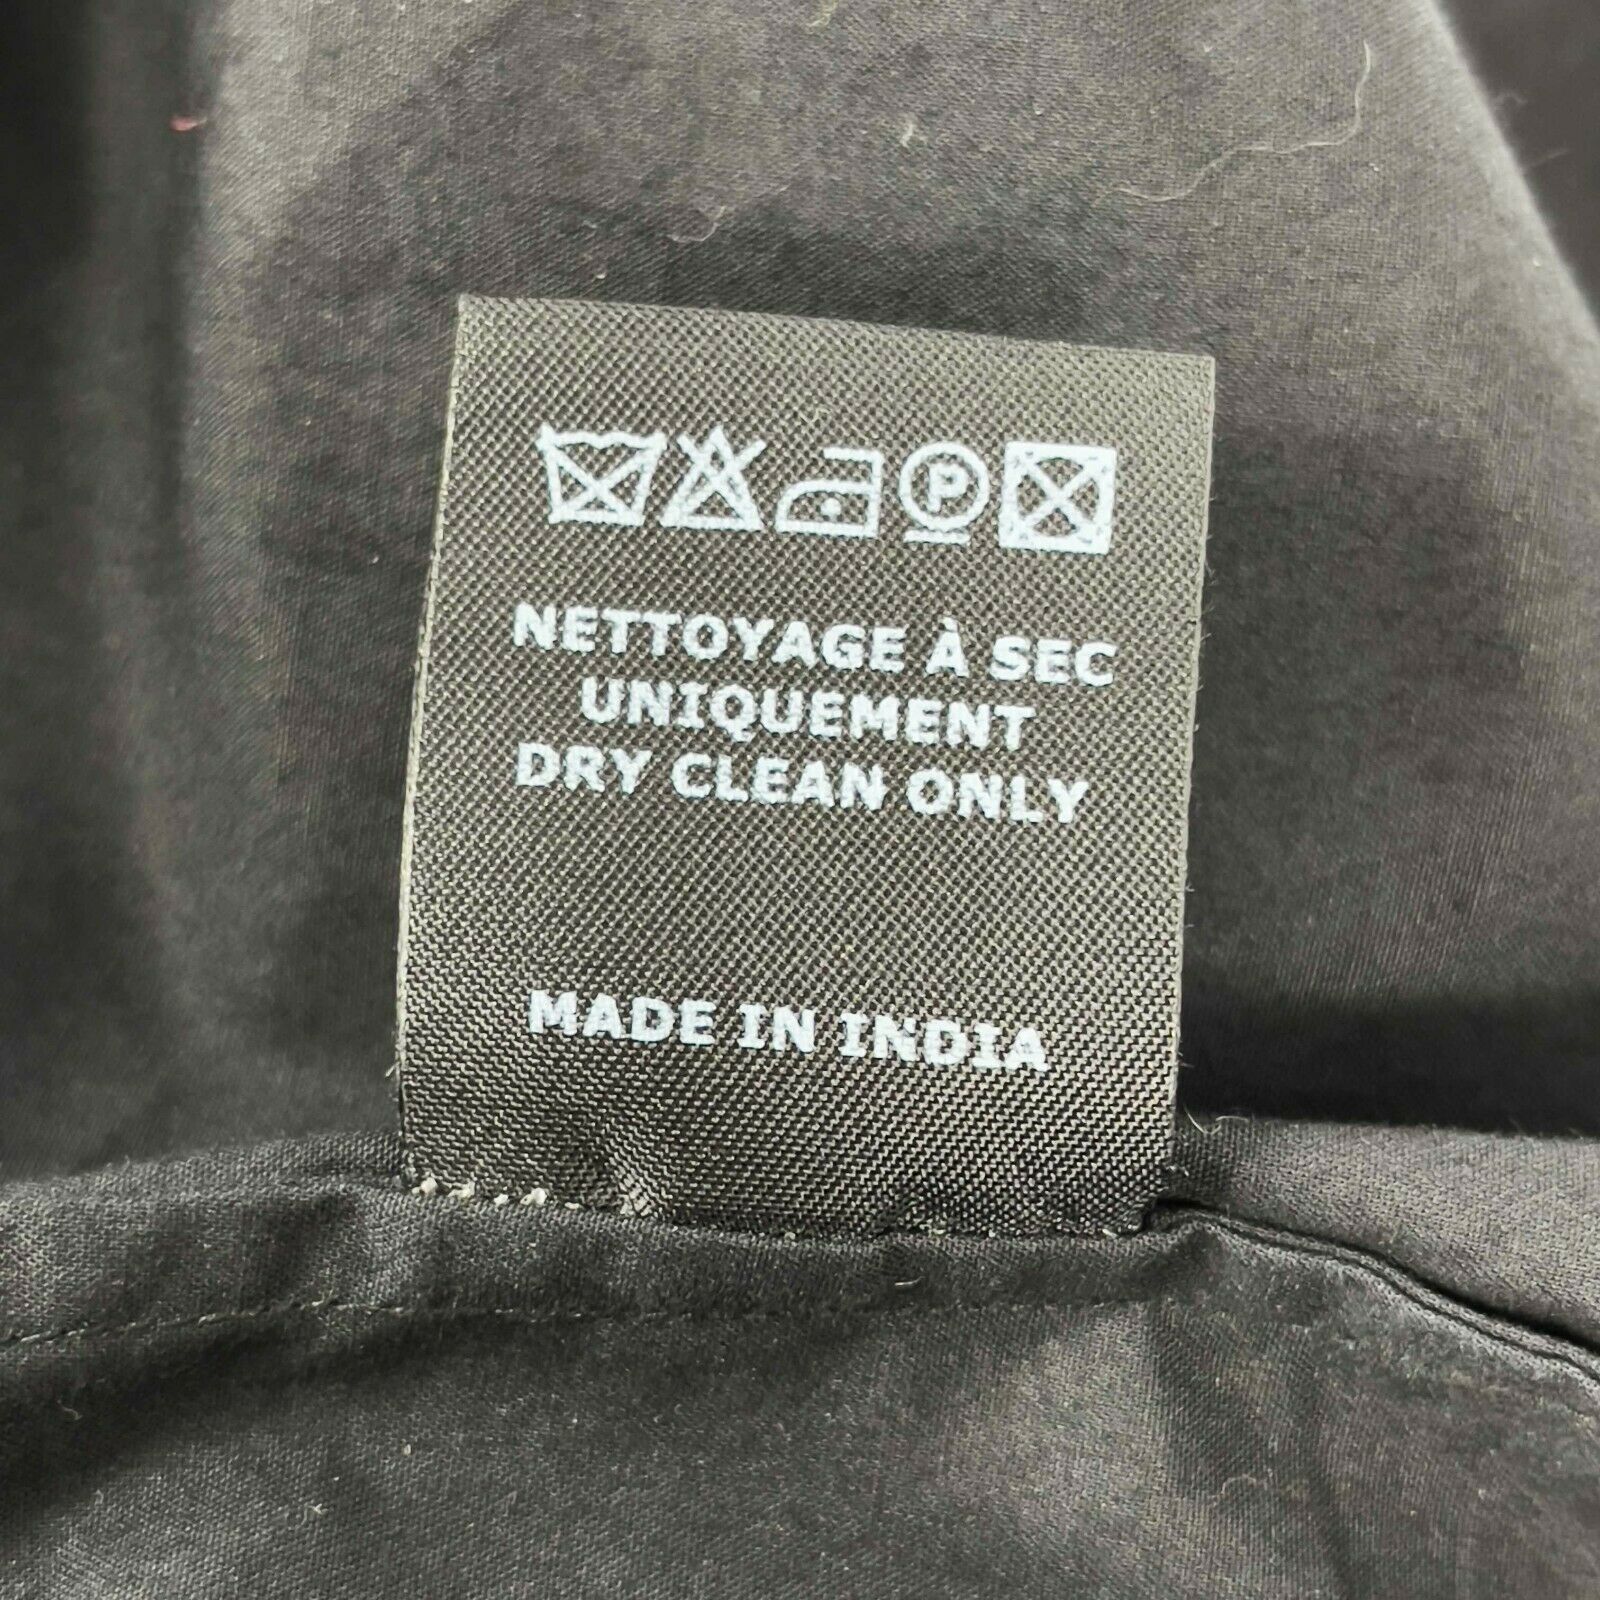 P
NETTOYAGE À SEC
UNIQUEMENT
DRY CLEAN ONLY
MADE IN INDIA